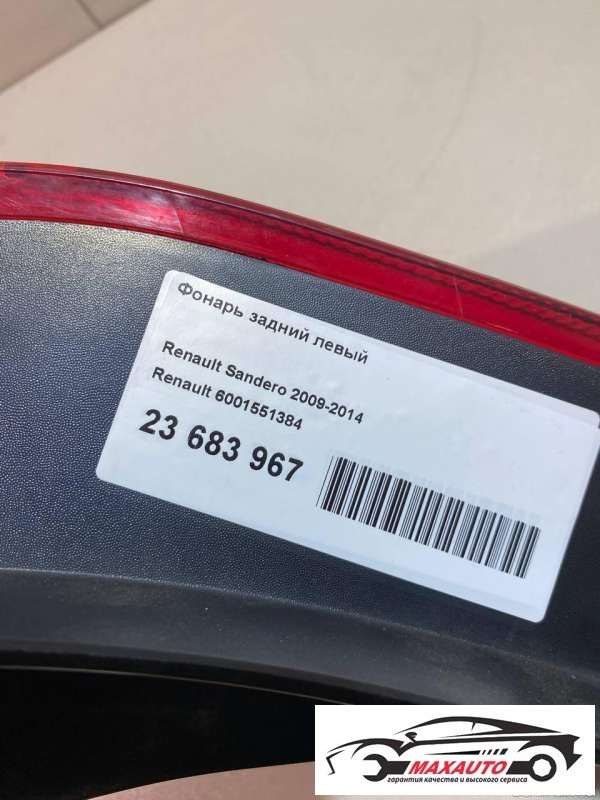 Фонарь задний левый
Renault Sandero 2009-2014
Renault 6001551384
23 683 967
MAXAUTO
гарантия качества и высокого сервиса